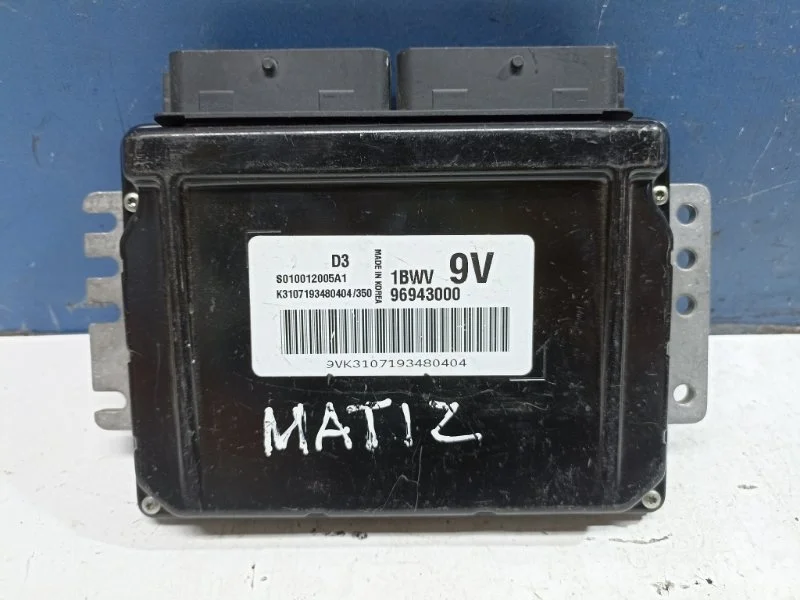 D3
S010012005A1
K3107193480404/350
MADE IN KOREA
1BWV 9V
96943000
9VK3107193480404
MATIZ